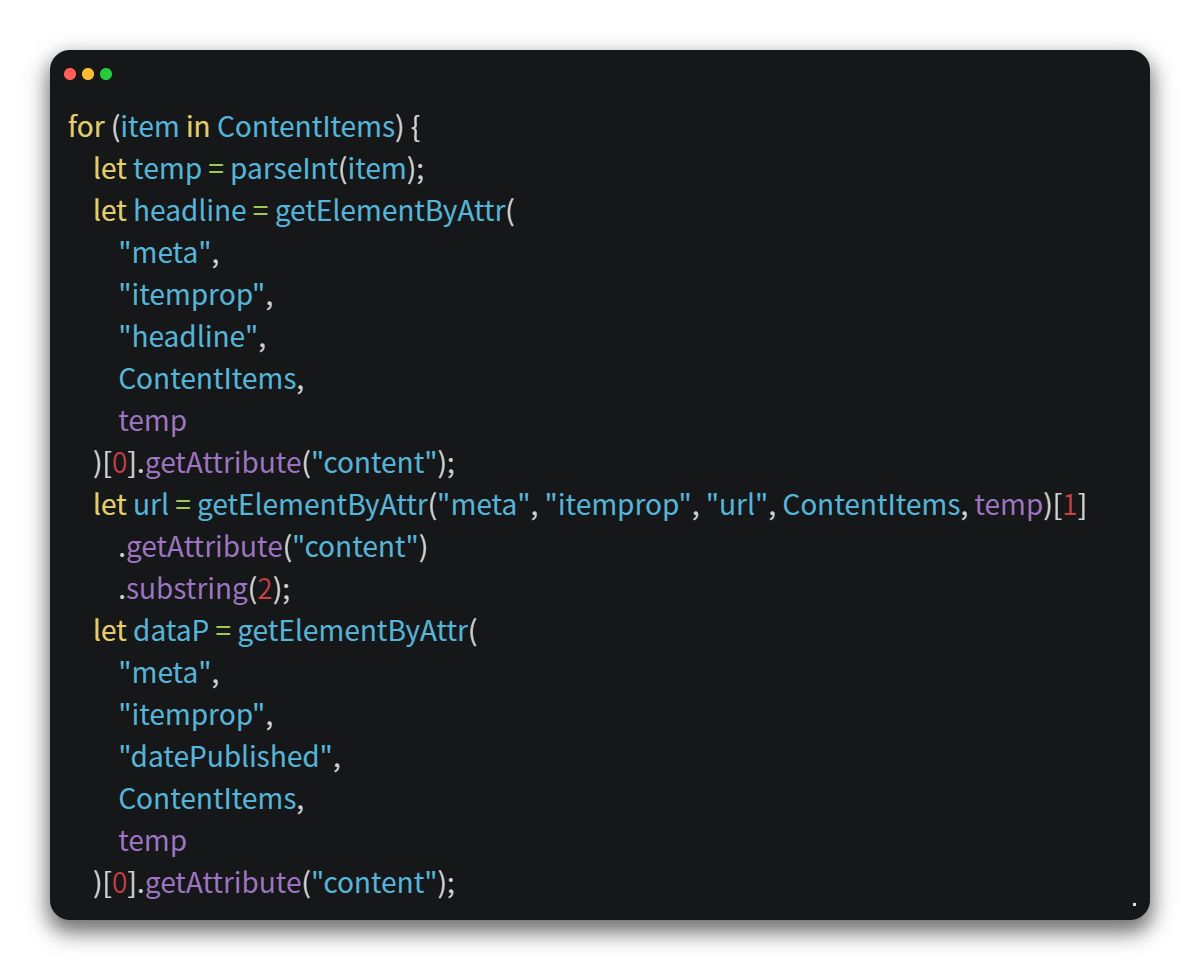 for (item in ContentItems) {
let temp = parseInt(item);
let headline = getElementByAttr(
"meta",
"itemprop",
"headline",
ContentItems,
temp
)[0].getAttribute("content");
let url = getElementByAttr("meta", "itemprop", "url", ContentItems, temp)[1]
.getAttribute("content")
.substring(2);
let dataP = getElementByAttr(
"meta",
"itemprop",
"datePublished",
ContentItems,
temp
)[0].getAttribute("content");
.